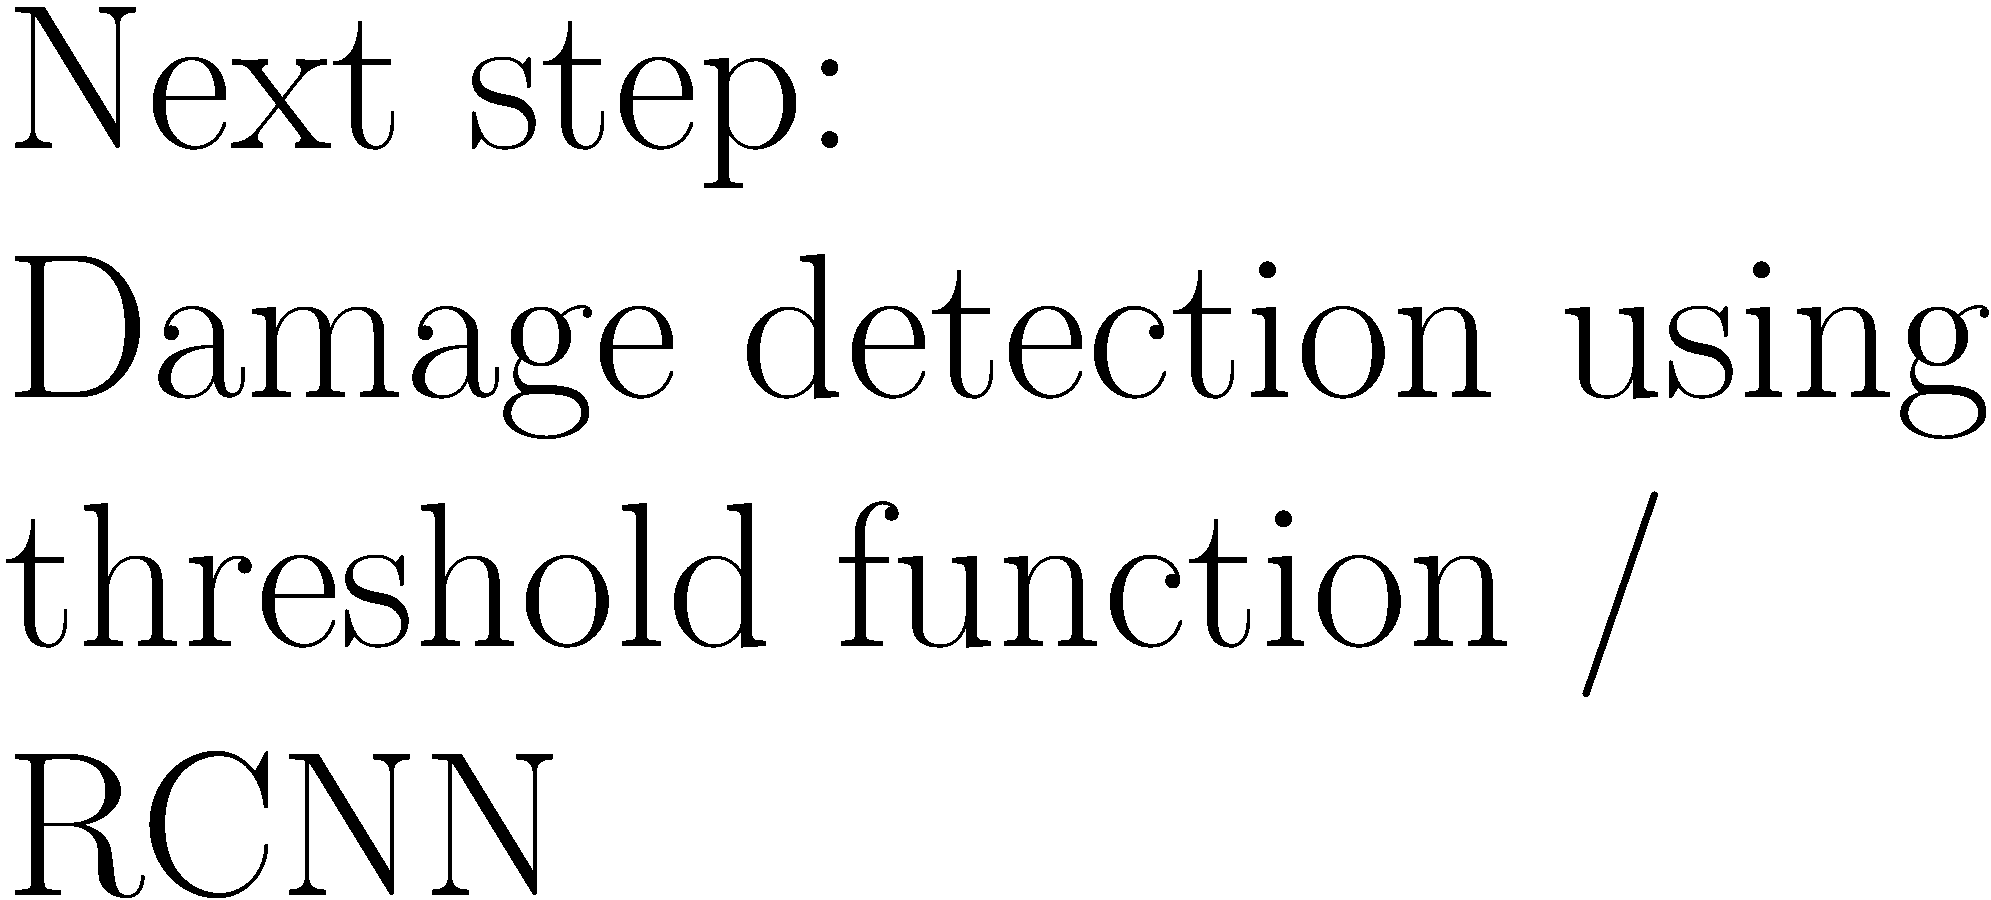 Next step:
Damage detection using
threshold function /
RCNN